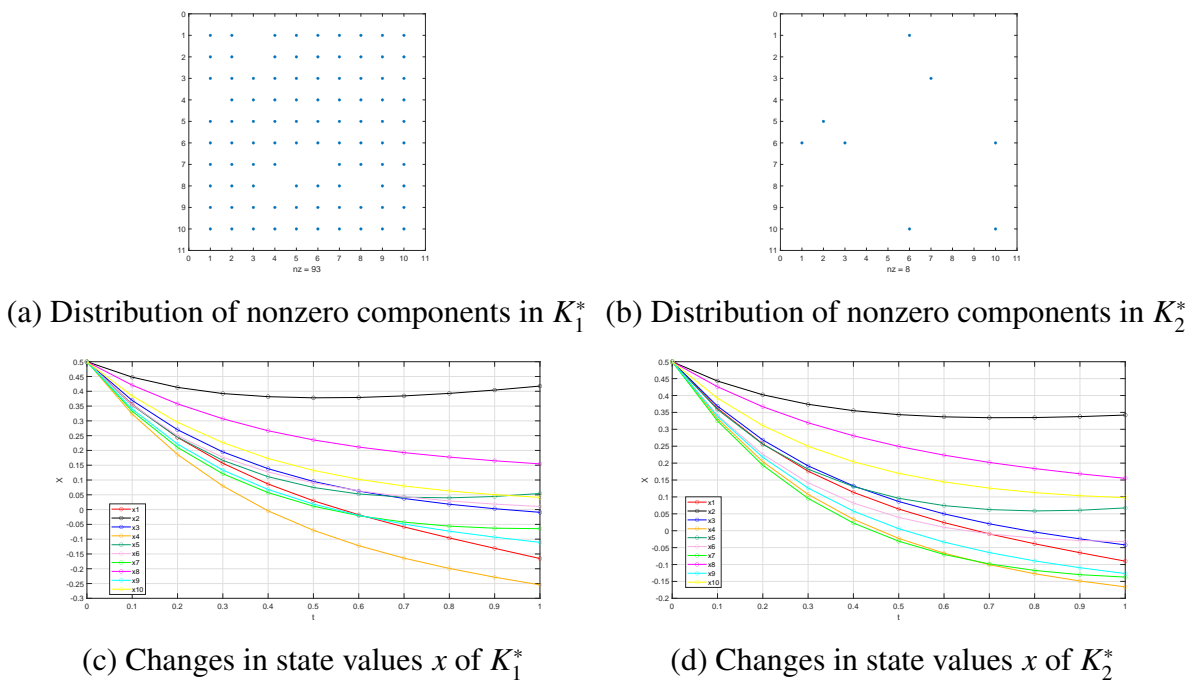 0
1
2
3
4
5
6
7
8
9
10
11
0 1 2 3 4 5 6 7 8 9 10 11
nz = 93
0
1
2
3
4
5
6
7
8
9
10
11
0 1 2 3 4 5 6 7 8 9 10 11
nz = 8
(a) Distribution of nonzero components in K₁* (b) Distribution of nonzero components in K₂*
0.5
0.45
0.4
0.35
0.3
0.25
0.2
0.15
0.1
0.05
0
-0.05
-0.1
-0.15
-0.2
-0.25
-0.3
X
x1
x2
x3
x4
x5
x6
x7
x8
x9
x10
0 0.1 0.2 0.3 0.4 0.5 0.6 0.7 0.8 0.9 1
t
0.5
0.45
0.4
0.35
0.3
0.25
0.2
0.15
0.1
0.05
0
-0.05
-0.1
-0.15
-0.2
X
x1
x2
x3
x4
x5
x6
x7
x8
x9
x10
0 0.1 0.2 0.3 0.4 0.5 0.6 0.7 0.8 0.9 1
t
(c) Changes in state values x of K₁* (d) Changes in state values x of K₂*